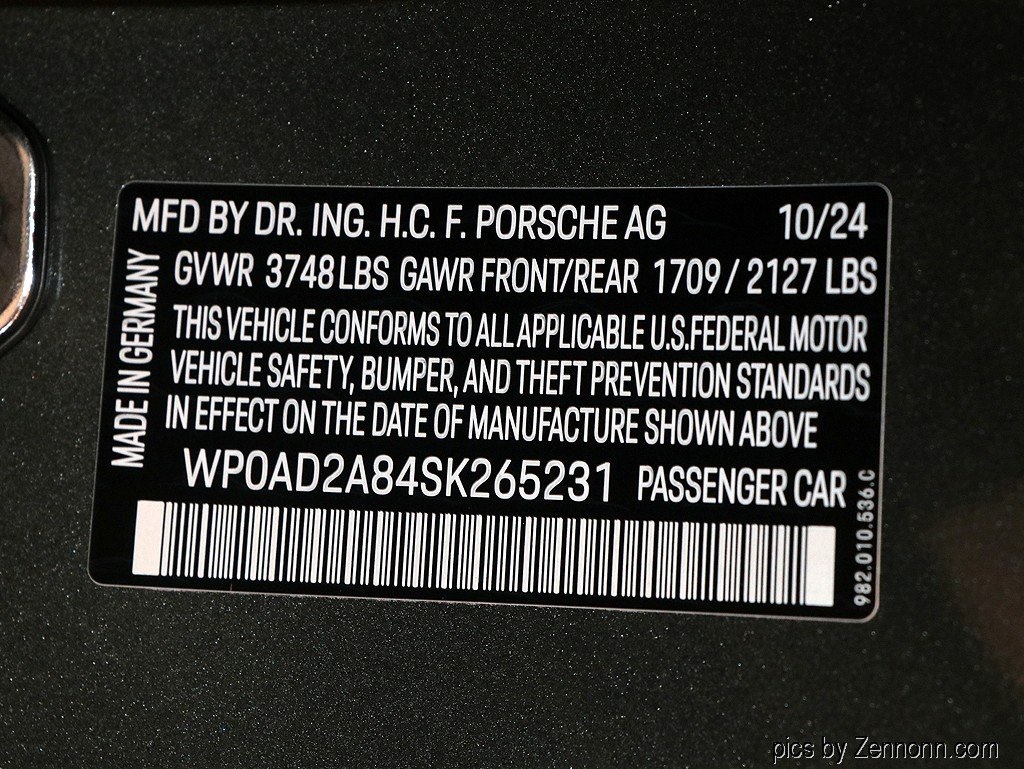 MFD BY DR. ING. H.C. F. PORSCHE AG 10/24
GVWR 3748 LBS GAWR FRONT/REAR 1709 / 2127 LBS
THIS VEHICLE CONFORMS TO ALL APPLICABLE U.S.FEDERAL MOTOR
VEHICLE SAFETY, BUMPER, AND THEFT PREVENTION STANDARDS
IN EFFECT ON THE DATE OF MANUFACTURE SHOWN ABOVE
WP0AD2A84SK265231 PASSENGER CAR
MADE IN GERMANY
982.010.536.C
pics by Zennonn.com